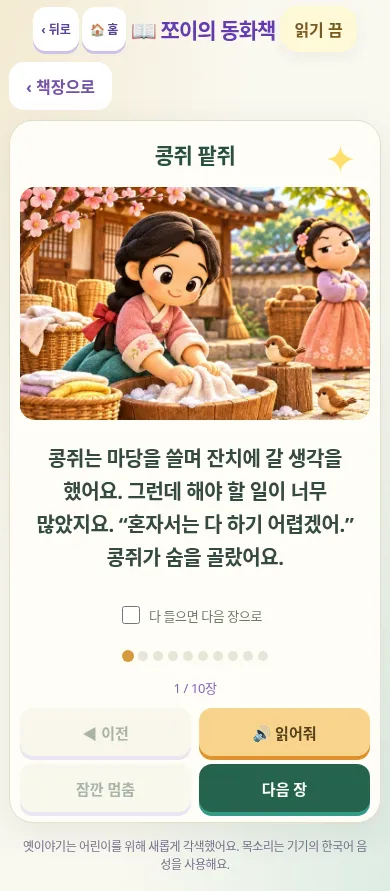 ‹ 뒤로
🏠 홈
📖 쪼이의 동화책
읽기 끔
‹ 책장으로
콩쥐 팥쥐
콩쥐는 마당을 쓸며 잔치에 갈 생각을
했어요. 그런데 해야 할 일이 너무
많았지요. “혼자서는 다 하기 어렵겠어.”
콩쥐가 숨을 골랐어요.
다 들으면 다음 장으로
1 / 10장
◀ 이전
🔊 읽어줘
잠깐 멈춤
다음 장
옛이야기는 어린이를 위해 새롭게 각색했어요. 목소리는 기기의 한국어 음
성을 사용해요.